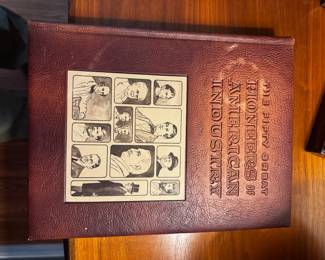 THE FIFTY GREAT
PIONEERS OF
AMERICAN
INDUSTRY